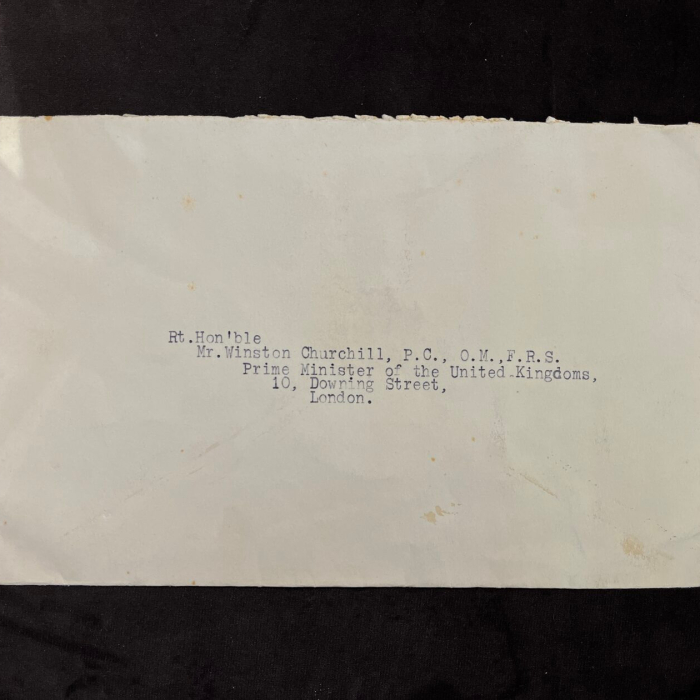 Rt.Hon'ble
Mr.Winston Churchill, P.C., O.M.,F.R.S.
Prime Minister of the United Kingdoms,
10, Downing Street,
London.